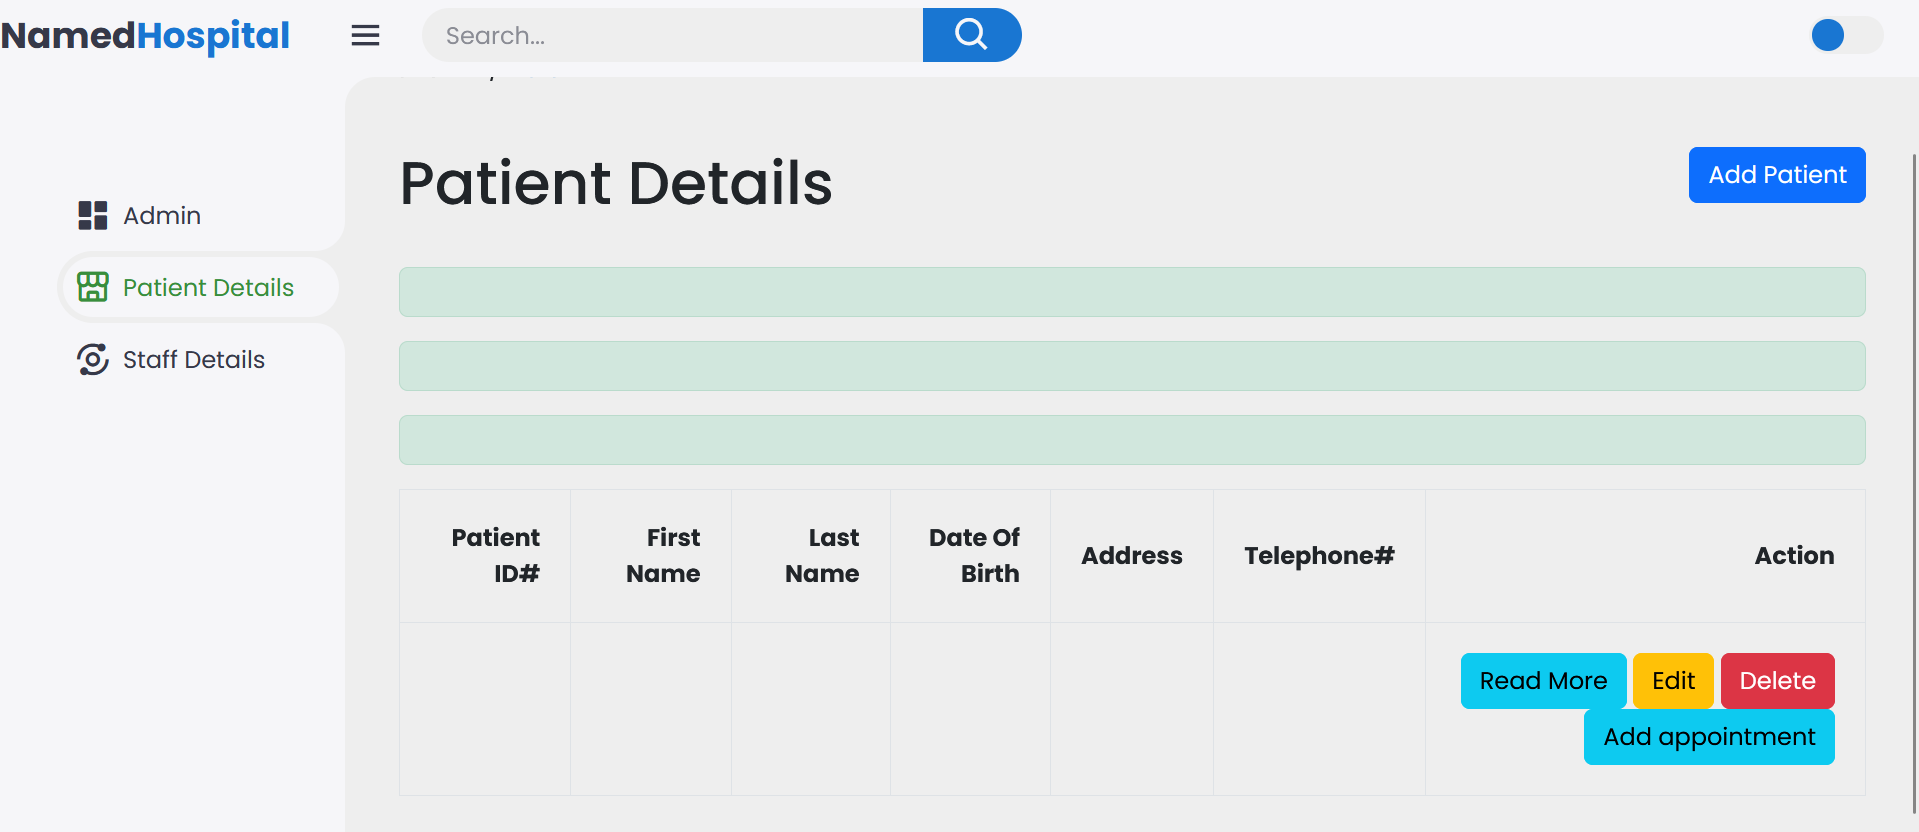 NamedHospital
Search...
Admin
Patient Details
Staff Details
Patient Details
Add Patient
Patient ID#
First Name
Last Name
Date Of Birth
Address
Telephone#
Action
Read More
Edit
Delete
Add appointment